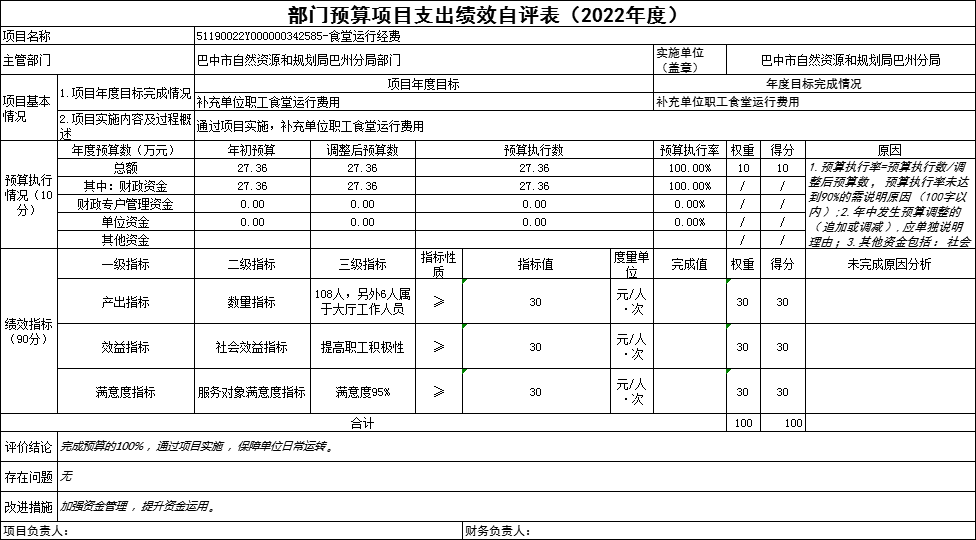 部门预算项目支出绩效自评表（2022年度）
项目名称 51190022Y000000342585-食堂运行经费
主管部门 巴中市自然资源和规划局巴州分局部门 实施单位（盖章） 巴中市自然资源和规划局巴州分局
项目基本情况 1.项目年度目标完成情况 项目年度目标 年度目标完成情况
补充单位职工食堂运行费用 补充单位职工食堂运行费用
2.项目实施内容及过程概述 通过项目实施，补充单位职工食堂运行费用
预算执行情况（10分） 年度预算数（万元） 年初预算 调整后预算数 预算执行数 预算执行率 权重 得分 原因
总额 27.36 27.36 27.36 100.00% 10 10
其中：财政资金 27.36 27.36 27.36 100.00% / /
财政专户管理资金 0.00 0.00 0.00 0.00% / /
单位资金 0.00 0.00 0.00 0.00% / /
其他资金 / /
1.预算执行率=预算执行数/调整后预算数，预算执行率未达到90%的需说明原因（100字以内）;2.年中发生预算调整的（追加或调减）,应单独说明理由；3.其他资金包括：社会
绩效指标（90分） 一级指标 二级指标 三级指标 指标性质 指标值 度量单位 完成值 权重 得分 未完成原因分析
产出指标 数量指标 108人，另外6人属于大厅工作人员 ≥ 30 元/人·次 30 30
效益指标 社会效益指标 提高职工积极性 ≥ 30 元/人·次 30 30
满意度指标 服务对象满意度指标 满意度95% ≥ 30 元/人·次 30 30
合计 100 100
评价结论 完成预算的100%，通过项目实施，保障单位日常运转。
存在问题 无
改进措施 加强资金管理，提升资金运用。
项目负责人： 财务负责人：